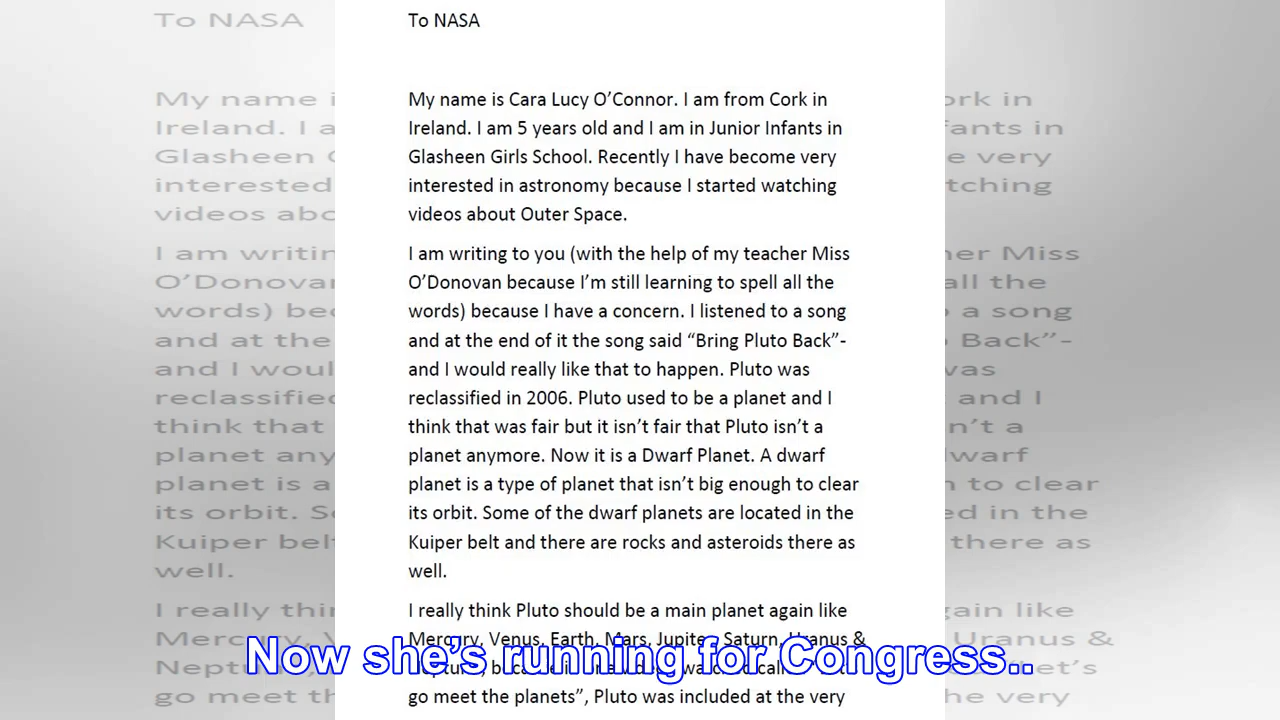 To NASA
My name is Cara Lucy O’Connor. I am from Cork in
Ireland. I am 5 years old and I am in Junior Infants in
Glasheen Girls School. Recently I have become very
interested in astronomy because I started watching
videos about Outer Space.
I am writing to you (with the help of my teacher Miss
O’Donovan because I’m still learning to spell all the
words) because I have a concern. I listened to a song
and at the end of it the song said “Bring Pluto Back”-
and I would really like that to happen. Pluto was
reclassified in 2006. Pluto used to be a planet and I
think that was fair but it isn’t fair that Pluto isn’t a
planet anymore. Now it is a Dwarf Planet. A dwarf
planet is a type of planet that isn’t big enough to clear
its orbit. Some of the dwarf planets are located in the
Kuiper belt and there are rocks and asteroids there as
well.
I really think Pluto should be a main planet again like
Mercury, Venus, Earth, Mars, Jupiter, Saturn, Uranus &
go meet the planets”, Pluto was included at the very
Now she’s running for Congress..